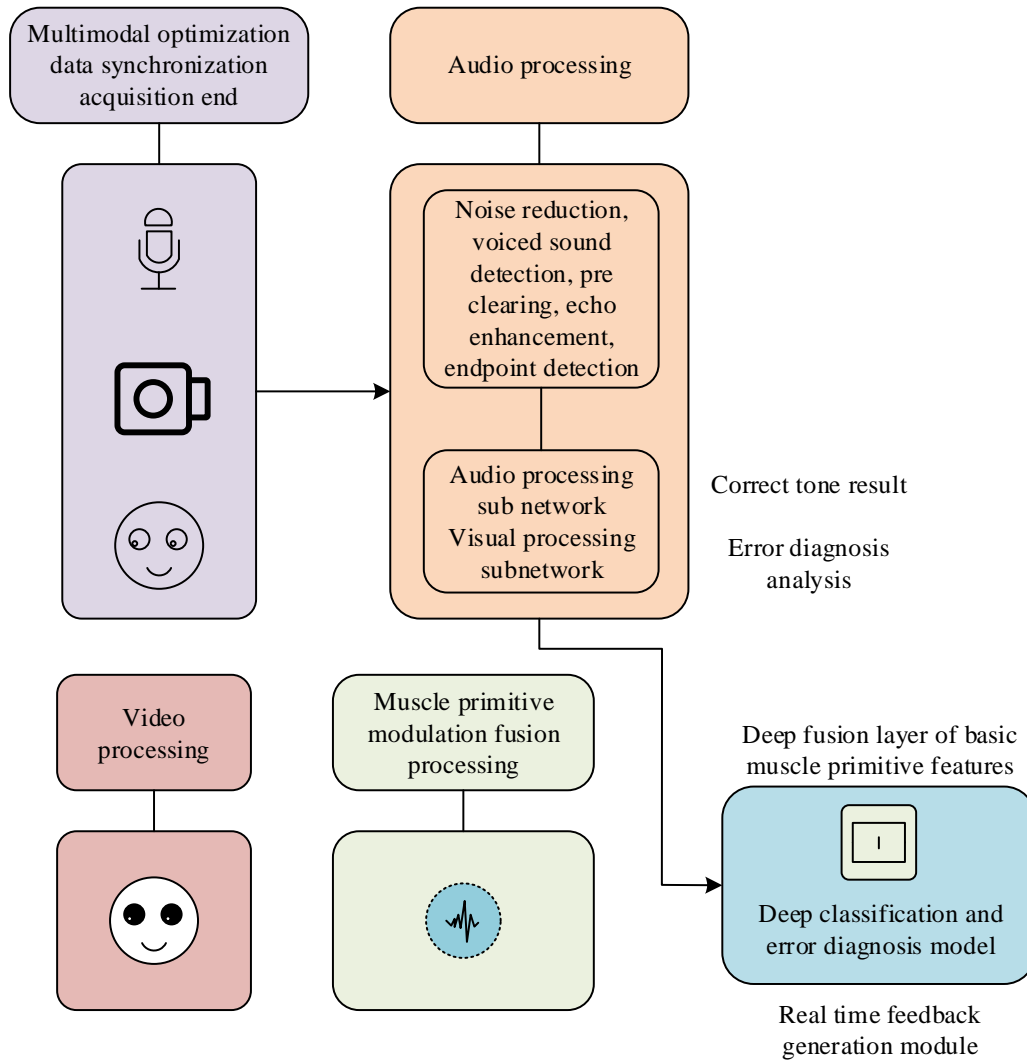 Multimodal optimization
data synchronization
acquisition end
Audio processing
Noise reduction,
voiced sound
detection, pre
clearing, echo
enhancement,
endpoint detection
Audio processing
sub network
Visual processing
subnetwork
Correct tone result
Error diagnosis
analysis
Video
processing
Muscle primitive
modulation fusion
processing
Deep fusion layer of basic
muscle primitive features
Deep classification and
error diagnosis model
Real time feedback
generation module